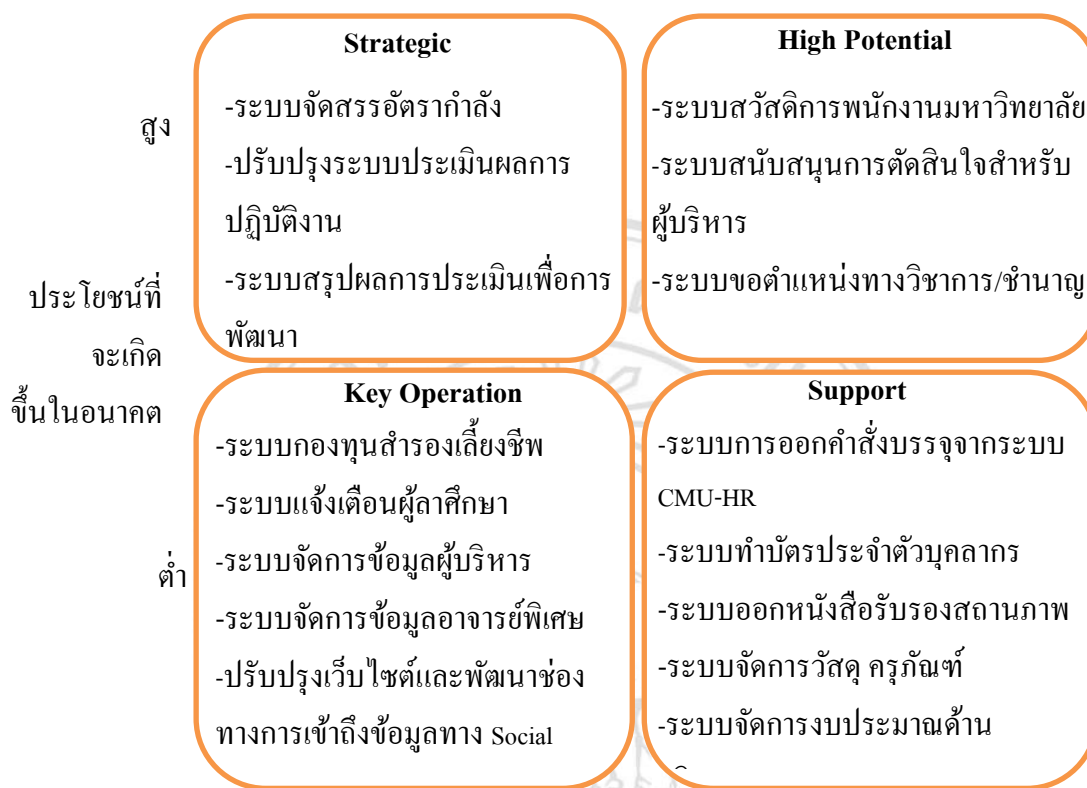 Strategic
-ระบบจัดสรรอัตรากำลัง
-ปรับปรุงระบบประเมินผลการ
ปฏิบัติงาน
-ระบบสรุปผลการประเมินเพื่อการ
พัฒนา
High Potential
-ระบบสวัสดิการพนักงานมหาวิทยาลัย
-ระบบสนับสนุนการตัดสินใจสำหรับ
ผู้บริหาร
-ระบบขอตำแหน่งทางวิชาการ/ชำนาญ
สูง
ประโยชน์ที่
จะเกิด
ขึ้นในอนาคต
ต่ำ
Key Operation
-ระบบกองทุนสำรองเลี้ยงชีพ
-ระบบแจ้งเตือนผู้ลาศึกษา
-ระบบจัดการข้อมูลผู้บริหาร
-ระบบจัดการข้อมูลอาจารย์พิเศษ
-ปรับปรุงเว็บไซต์และพัฒนาช่อง
ทางการเข้าถึงข้อมูลทาง Social
Support
-ระบบการออกคำสั่งบรรจุจากระบบ
CMU-HR
-ระบบทำบัตรประจำตัวบุคลากร
-ระบบออกหนังสือรับรองสถานภาพ
-ระบบจัดการวัสดุ ครุภัณฑ์
-ระบบจัดการงบประมาณด้าน